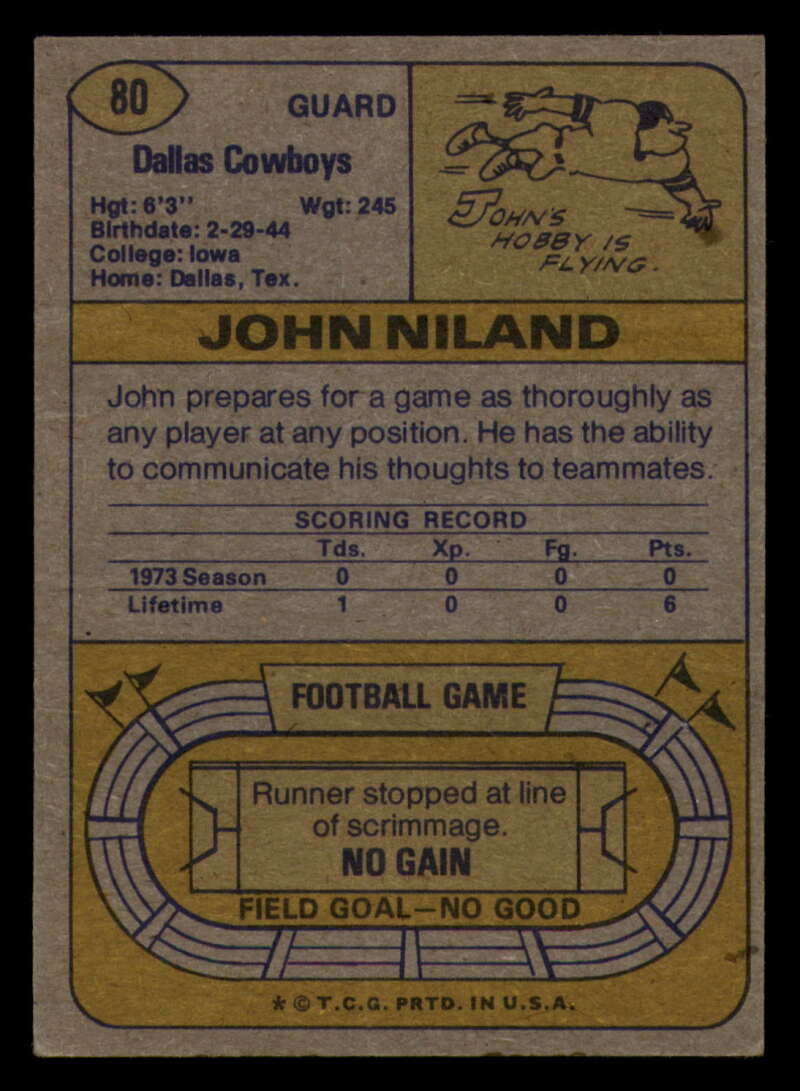 80
GUARD
Dallas Cowboys
Hgt: 6'3" Wgt: 245
Birthdate: 2-29-44
College: Iowa
Home: Dallas, Tex.
JOHN'S
HOBBY IS
FLYING.
JOHN NILAND
John prepares for a game as thoroughly as
any player at any position. He has the ability
to communicate his thoughts to teammates.
SCORING RECORD
Tds. Xp. Fg. Pts.
1973 Season 0 0 0 0
Lifetime 1 0 0 6
FOOTBALL GAME
Runner stopped at line
of scrimmage.
NO GAIN
FIELD GOAL—NO GOOD
* © T.C.G. PRTD. IN U.S.A.